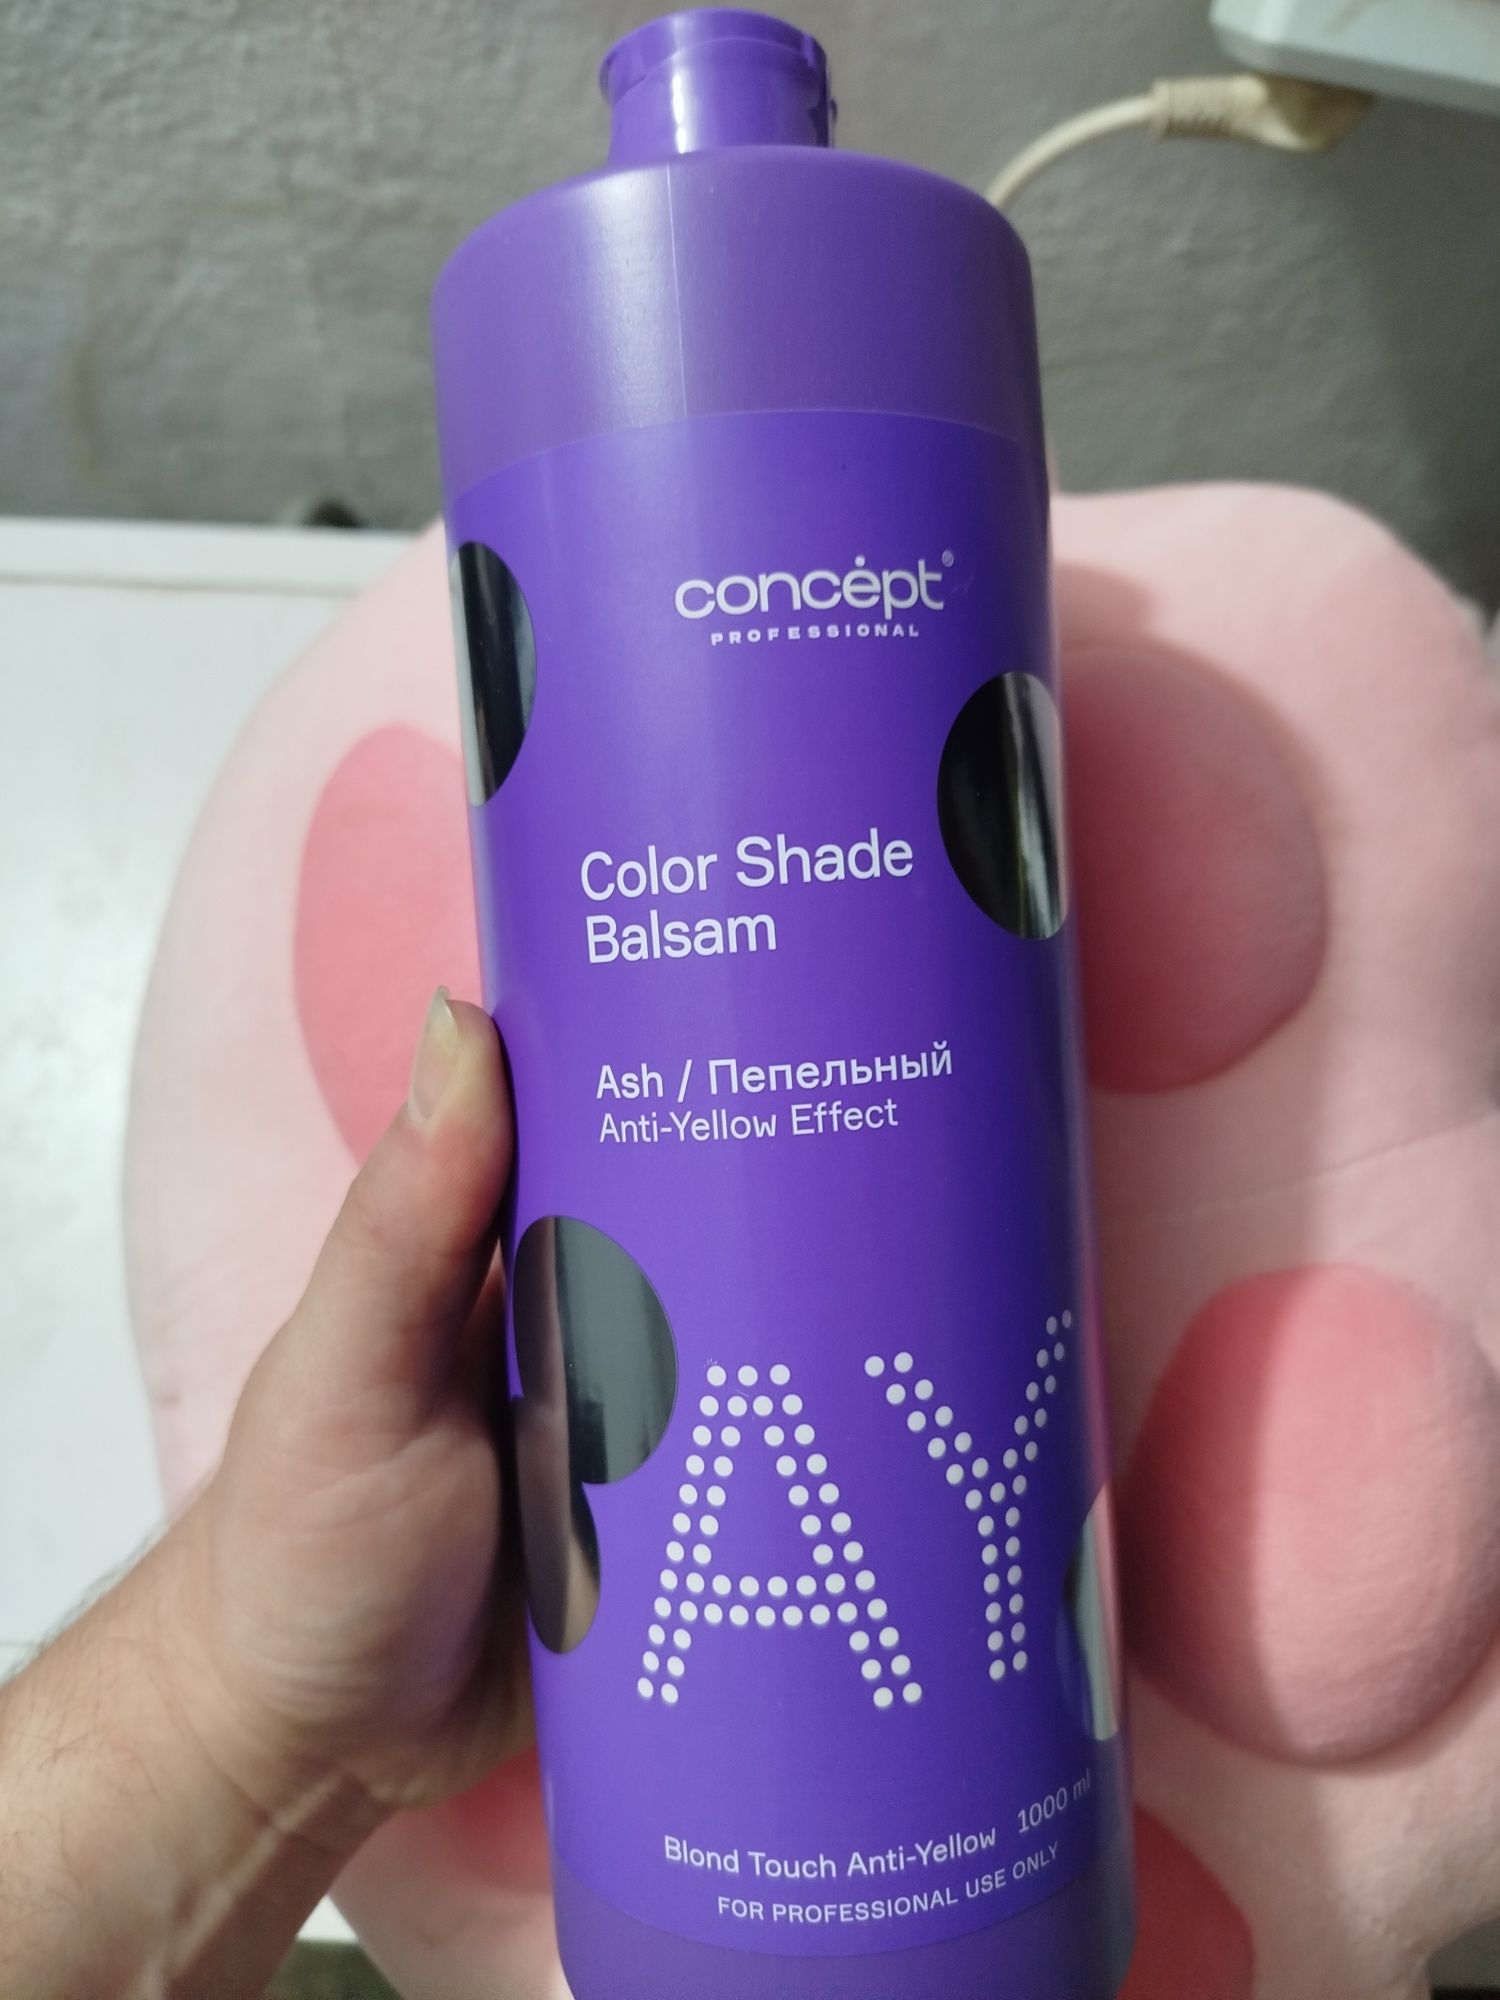 concept®
PROFESSIONAL
Color Shade
Balsam
Ash / Пепельный
Anti-Yellow Effect
AY
Blond Touch Anti-Yellow 1000 ml
FOR PROFESSIONAL USE ONLY